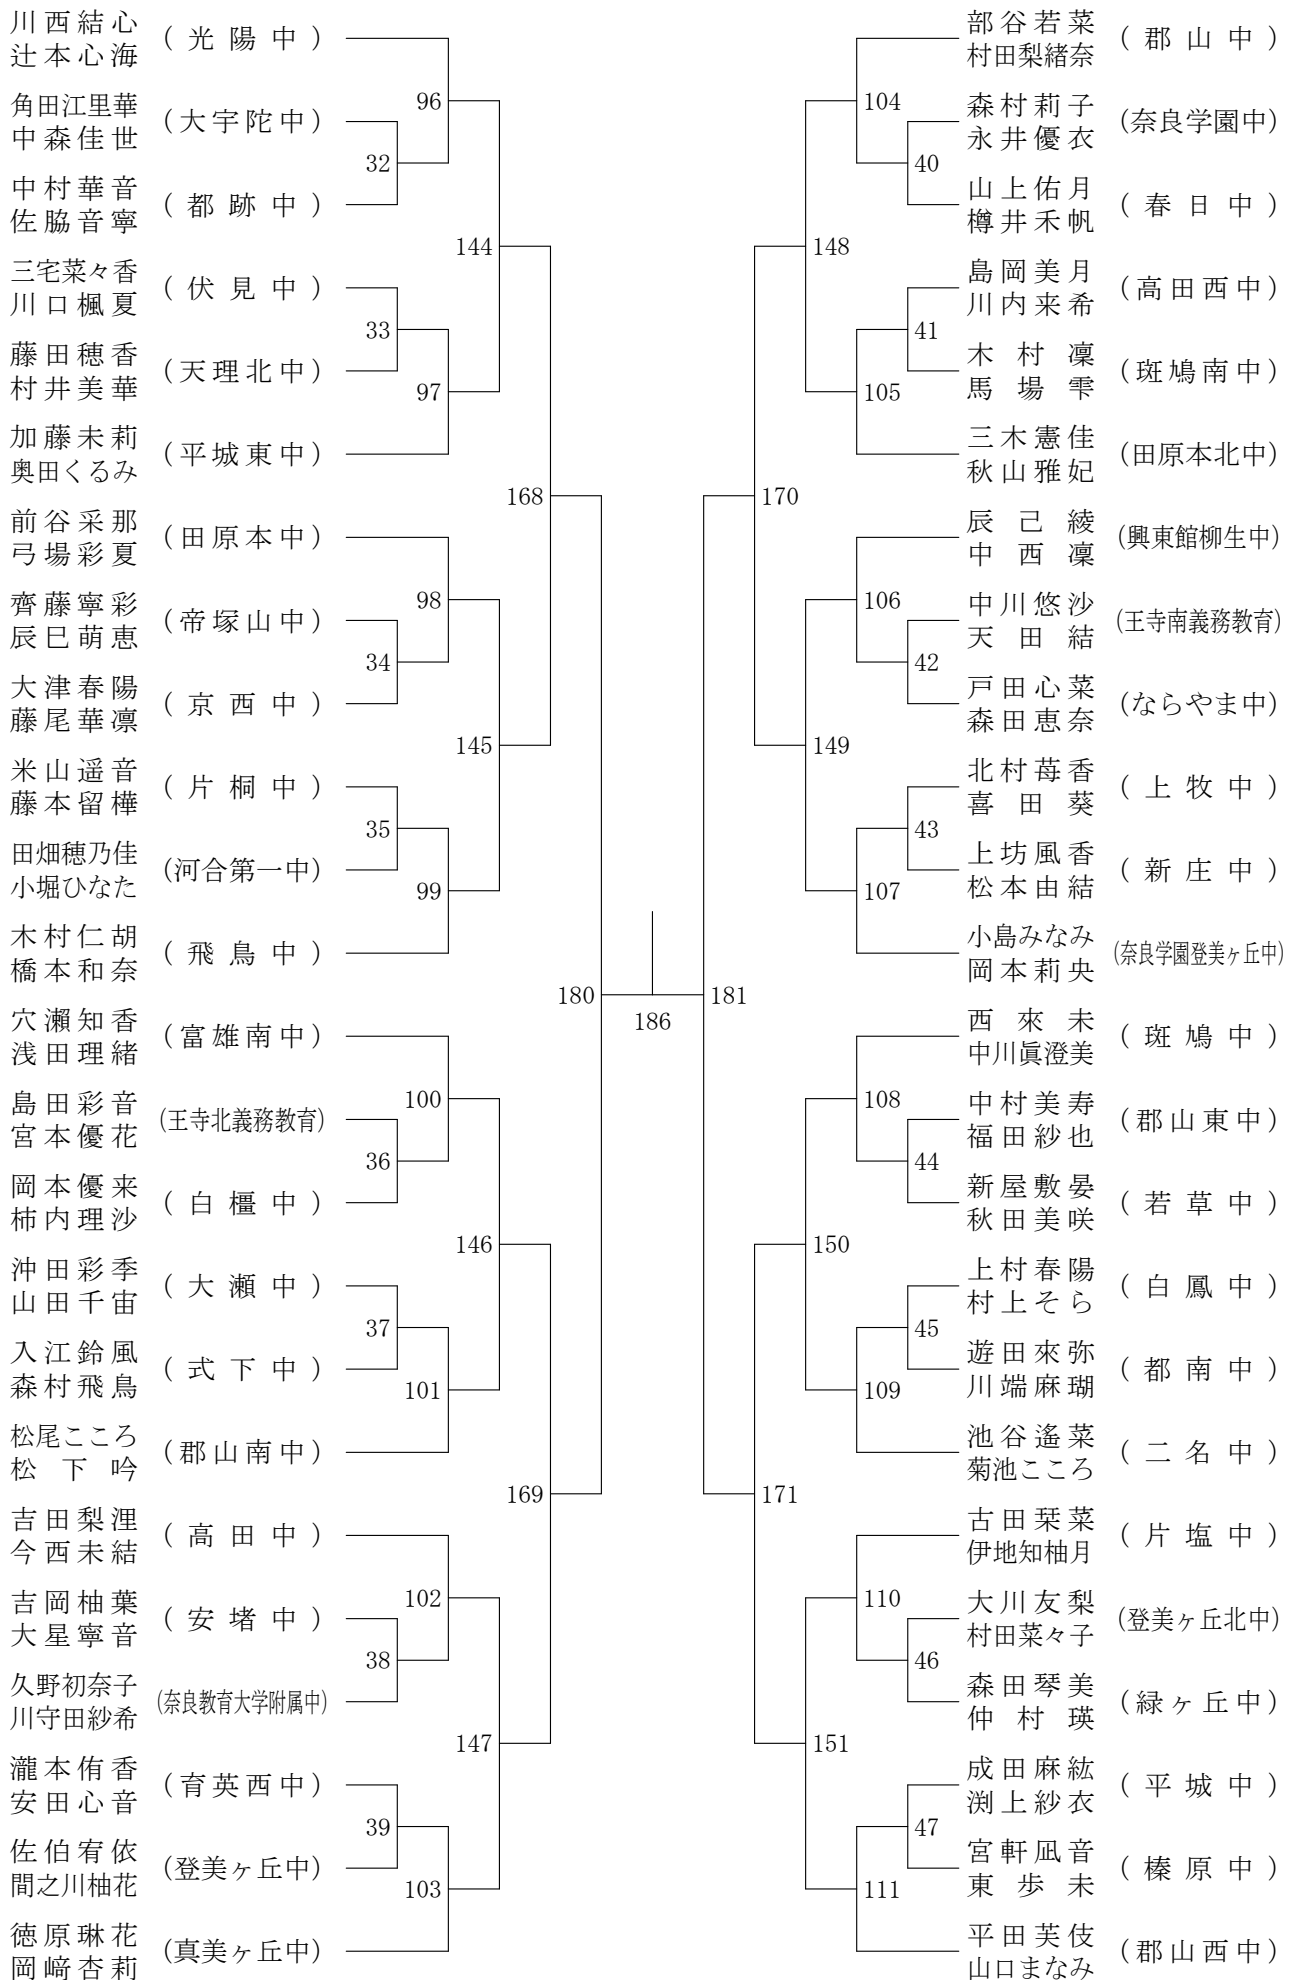 川西結心
辻本心海
(光陽中)
角田江里華
中森佳世
(大宇陀中)
中村華音
佐脇音寧
(都跡中)
三宅菜々香
川口楓夏
(伏見中)
藤田穂香
村井美華
(天理北中)
加藤未莉
奥田くるみ
(平城東中)
前谷采那
弓場彩夏
(田原本中)
齊藤寧彩
辰巳萌恵
(帝塚山中)
大津春陽
藤尾華凛
(京西中)
米山遥音
藤本留樺
(片桐中)
田畑穂乃佳
小堀ひなた
(河合第一中)
木村仁胡
橋本和奈
(飛鳥中)
穴瀬知香
浅田理緒
(富雄南中)
島田彩音
宮本優花
(王寺北義務教育)
岡本優来
柿内理沙
(白橿中)
沖田彩季
山田千宙
(大瀬中)
入江鈴風
森村飛鳥
(式下中)
松尾こころ
松下吟
(郡山南中)
吉田梨浬
今西未結
(高田中)
吉岡柚葉
大星寧音
(安堵中)
久野初奈子
川守田紗希
(奈良教育大学附属中)
瀧本侑香
安田心音
(育英西中)
佐伯宥依
間之川柚花
(登美ヶ丘中)
徳原琳花
岡﨑杏莉
(真美ヶ丘中)
96
32
144
33
97
168
98
34
145
35
99
180
100
36
146
37
101
169
102
38
147
39
103
186
181
104
40
148
41
105
170
106
42
149
43
107
108
44
150
45
109
171
110
46
151
47
111
部谷若菜
村田梨緒奈
(郡山中)
森村莉子
永井優衣
(奈良学園中)
山上佑月
樽井禾帆
(春日中)
島岡美月
川内来希
(高田西中)
木村凜
馬場雫
(斑鳩南中)
三木憲佳
秋山雅妃
(田原本北中)
辰己綾
中西凜
(興東館柳生中)
中川悠沙
天田結
(王寺南義務教育)
戸田心菜
森田恵奈
(ならやま中)
北村苺香
喜田葵
(上牧中)
上坊風香
松本由結
(新庄中)
小島みなみ
岡本莉央
(奈良学園登美ヶ丘中)
西來未
中川眞澄美
(斑鳩中)
中村美寿
福田紗也
(郡山東中)
新屋敷晏
秋田美咲
(若草中)
上村春陽
村上そら
(白鳳中)
遊田來弥
川端麻瑚
(都南中)
池谷遙菜
菊池こころ
(二名中)
古田栞菜
伊地知柚月
(片塩中)
大川友梨
村田菜々子
(登美ヶ丘北中)
森田琴美
仲村瑛
(緑ヶ丘中)
成田麻紘
渕上紗衣
(平城中)
宮軒凪音
東歩未
(榛原中)
平田芙伎
山口まなみ
(郡山西中)